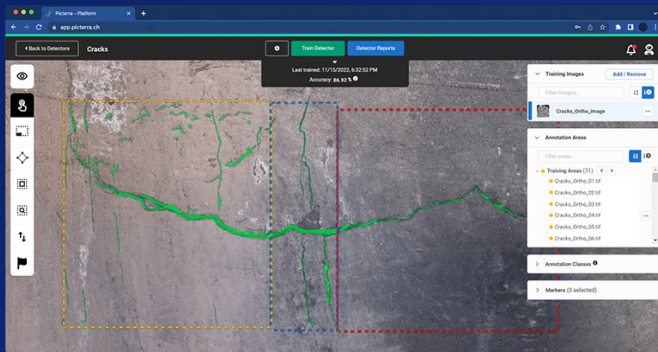 Picterra - Platform
app.picterra.ch
Back to Detectors
Cracks
Train Detector
Detector Reports
Last trained: 11/15/2022, 6:32:52 PM
Accuracy: 86.92 %
Training Images
Add / Remove
Filter images...
Cracks_Ortho_image
Annotation Areas
Filter areas...
Training Areas (31)
Cracks_Ortho_01.tif
Cracks_Ortho_02.tif
Cracks_Ortho_03.tif
Cracks_Ortho_04.tif
Cracks_Ortho_05.tif
Cracks_Ortho_06.tif
Annotation Classes
Markers (0 selected)